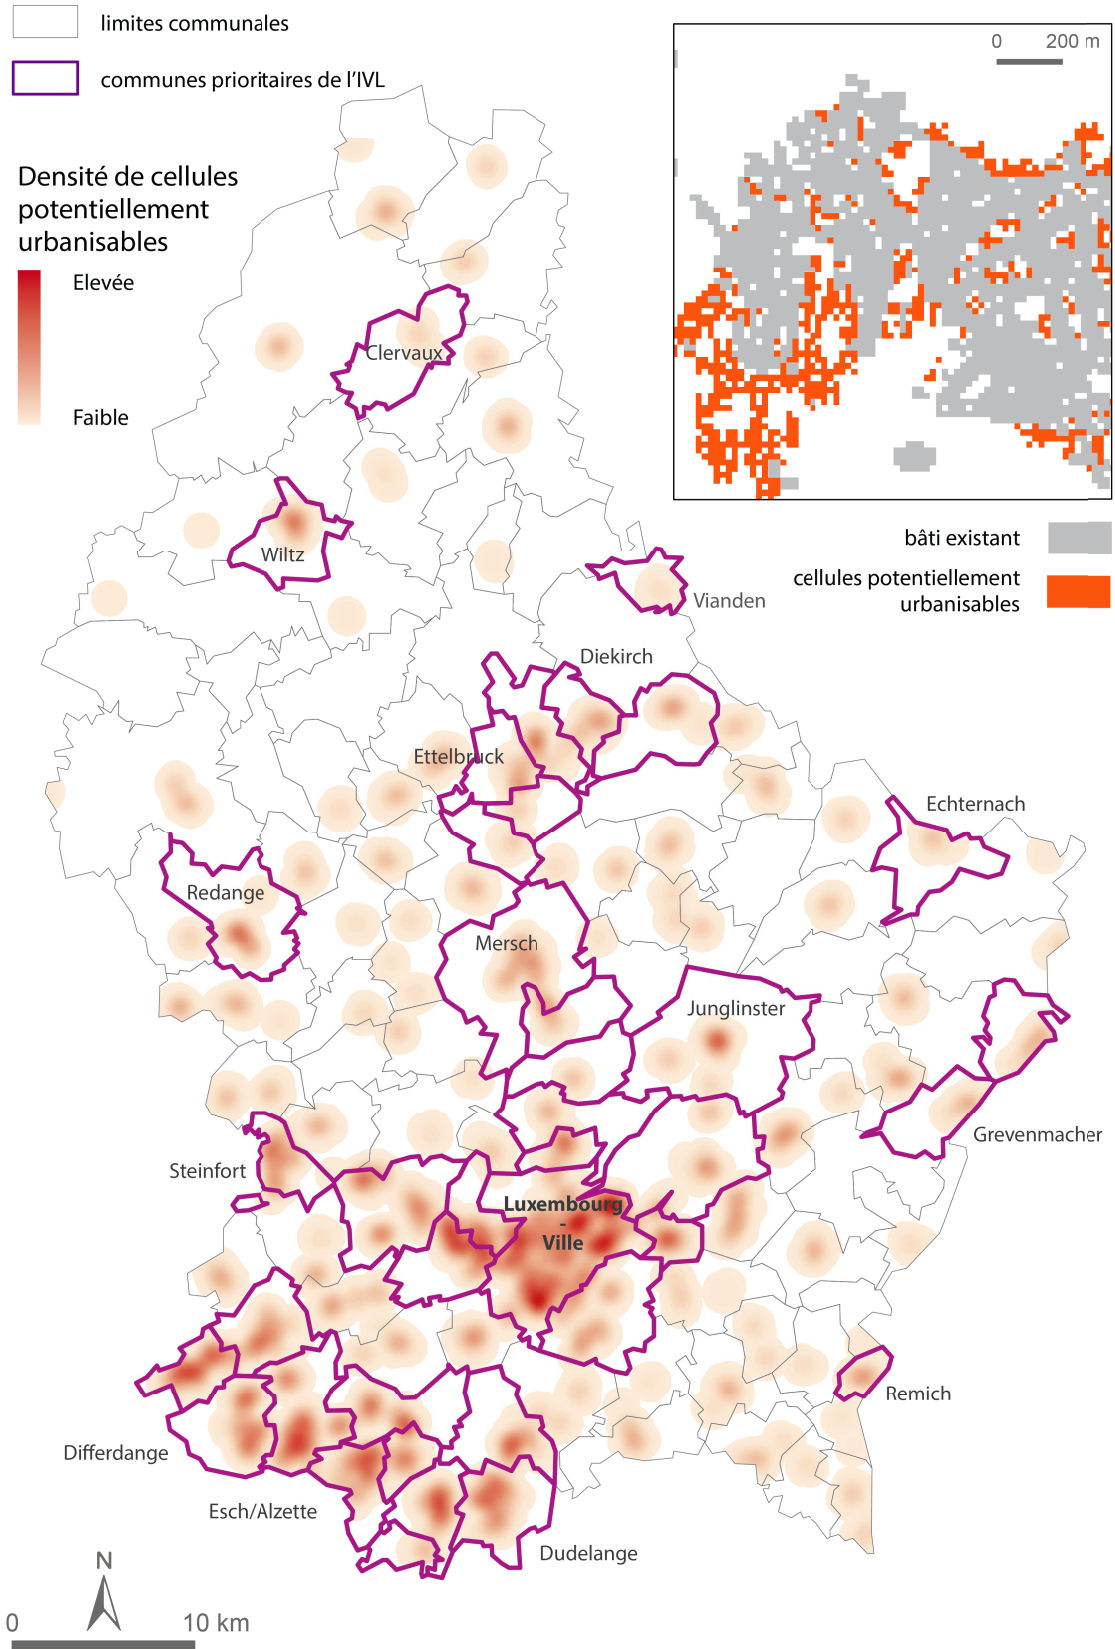 limites communales
communes prioritaires de l'IVL
Densité de cellules
potentiellement
urbanisables
Elevée
Faible
0 200 m
bâti existant
cellules potentiellement
urbanisables
Clervaux
Wiltz
Vianden
Diekirch
Ettelbruck
Echternach
Redange
Mersch
Junglinster
Grevenmacher
Steinfort
Luxembourg
-
Ville
Remich
Differdange
Esch/Alzette
Dudelange
N
0 10 km